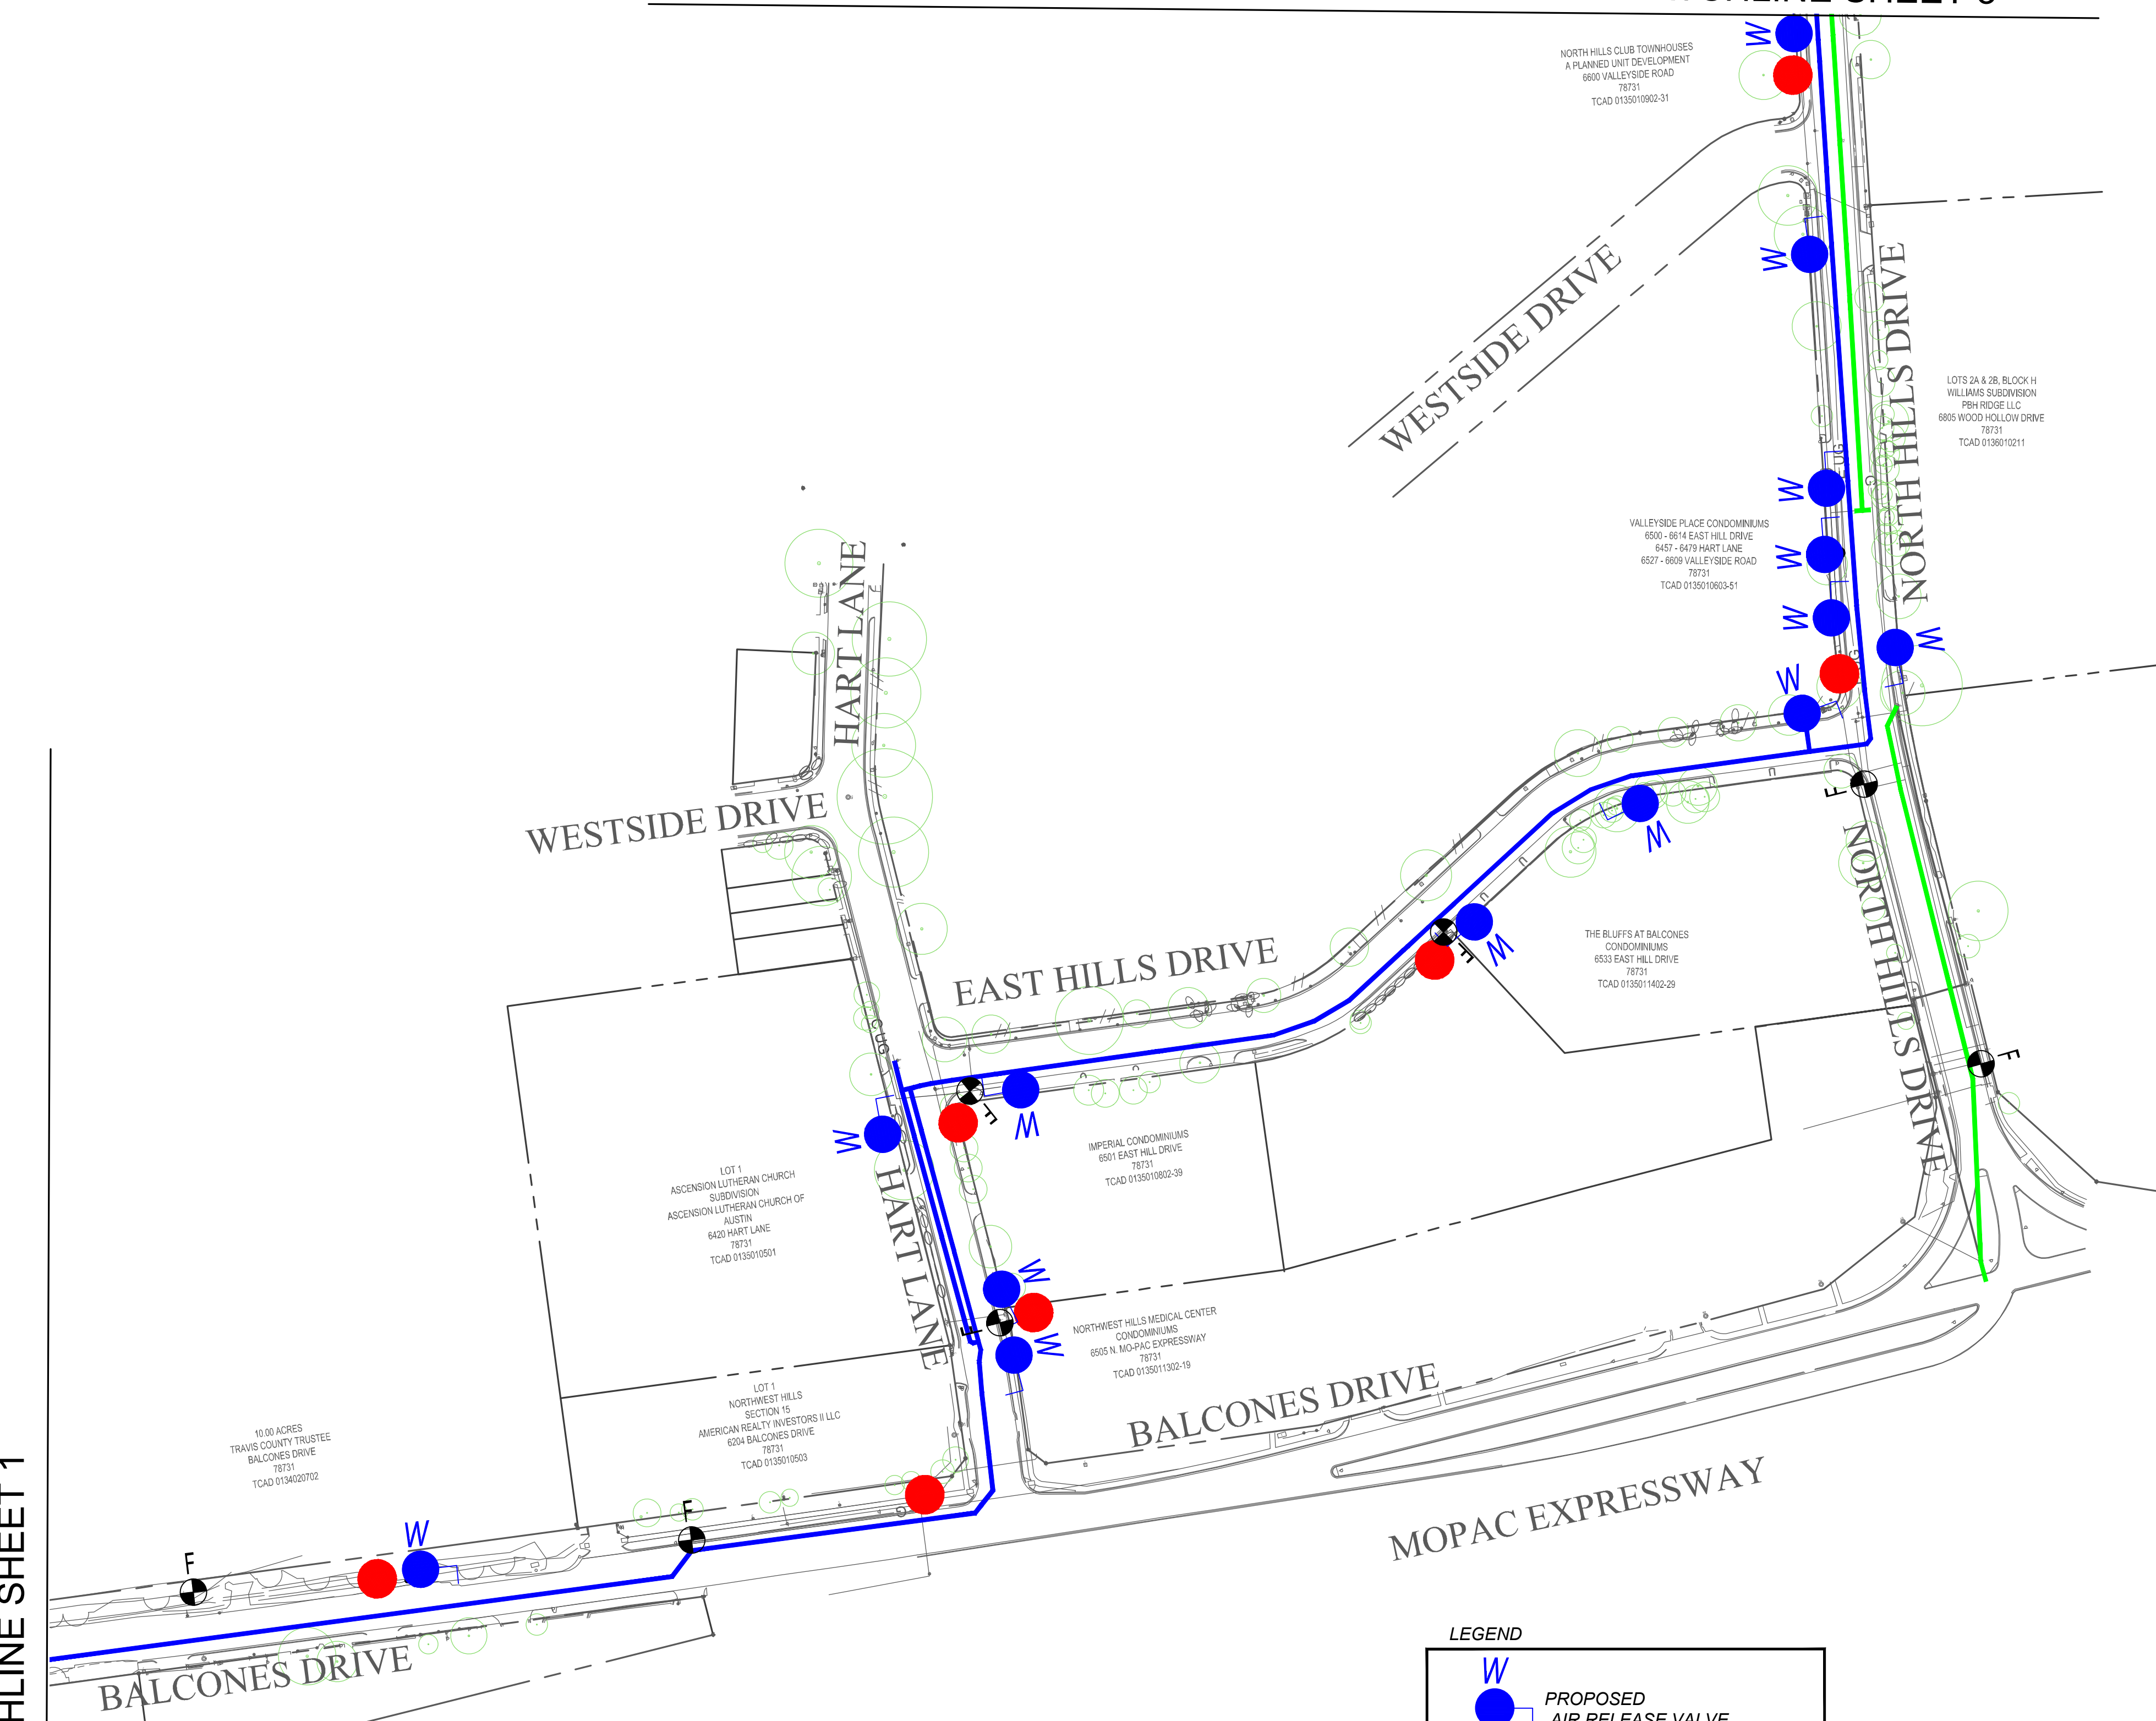 NORTH HILLS CLUB TOWNHOUSES
A PLANNED UNIT DEVELOPMENT
6600 VALLEYSIDE ROAD
78731
TCAD 0135010902-31
W
W
WESTSIDE DRIVE
NORTH HILLS DRIVE
LOTS 2A & 2B, BLOCK H
WILLIAMS SUBDIVISION
PBH RIDGE LLC
6805 WOOD HOLLOW DRIVE
78731
TCAD 0136010211
UG
G
W
VALLEYSIDE PLACE CONDOMINIUMS
6500 - 6614 EAST HILL DRIVE
6457 - 6479 HART LANE
6527 - 6609 VALLEYSIDE ROAD
78731
TCAD 0135010603-51
W
W
W
W
HART LANE
WESTSIDE DRIVE
W
F
NORTH HILLS DRIVE
THE BLUFFS AT BALCONES
CONDOMINIUMS
6533 EAST HILL DRIVE
78731
TCAD 0135011402-29
W
F
EAST HILLS DRIVE
C UG
F
F
W
W
IMPERIAL CONDOMINIUMS
6501 EAST HILL DRIVE
78731
TCAD 0135010802-39
LOT 1
ASCENSION LUTHERAN CHURCH
SUBDIVISION
ASCENSION LUTHERAN CHURCH OF
AUSTIN
6420 HART LANE
78731
TCAD 0135010501
HART LANE
W
F
W
NORTHWEST HILLS MEDICAL CENTER
CONDOMINIUMS
6505 N. MO-PAC EXPRESSWAY
78731
TCAD 0135011302-19
LOT 1
NORTHWEST HILLS
SECTION 15
AMERICAN REALTY INVESTORS II LLC
6204 BALCONES DRIVE
78731
TCAD 0135010503
BALCONES DRIVE
10.00 ACRES
TRAVIS COUNTY TRUSTEE
BALCONES DRIVE
78731
TCAD 0134020702
MOPAC EXPRESSWAY
G
F
W
F
BALCONES DRIVE
HLINE SHEET 1
LEGEND
W
PROPOSED
AIR RELEASE VALVE